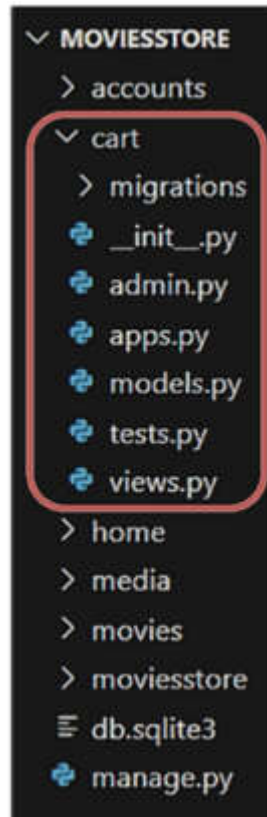 MOVIESSTORE
accounts
cart
migrations
__init__.py
admin.py
apps.py
models.py
tests.py
views.py
home
media
movies
moviesstore
db.sqlite3
manage.py